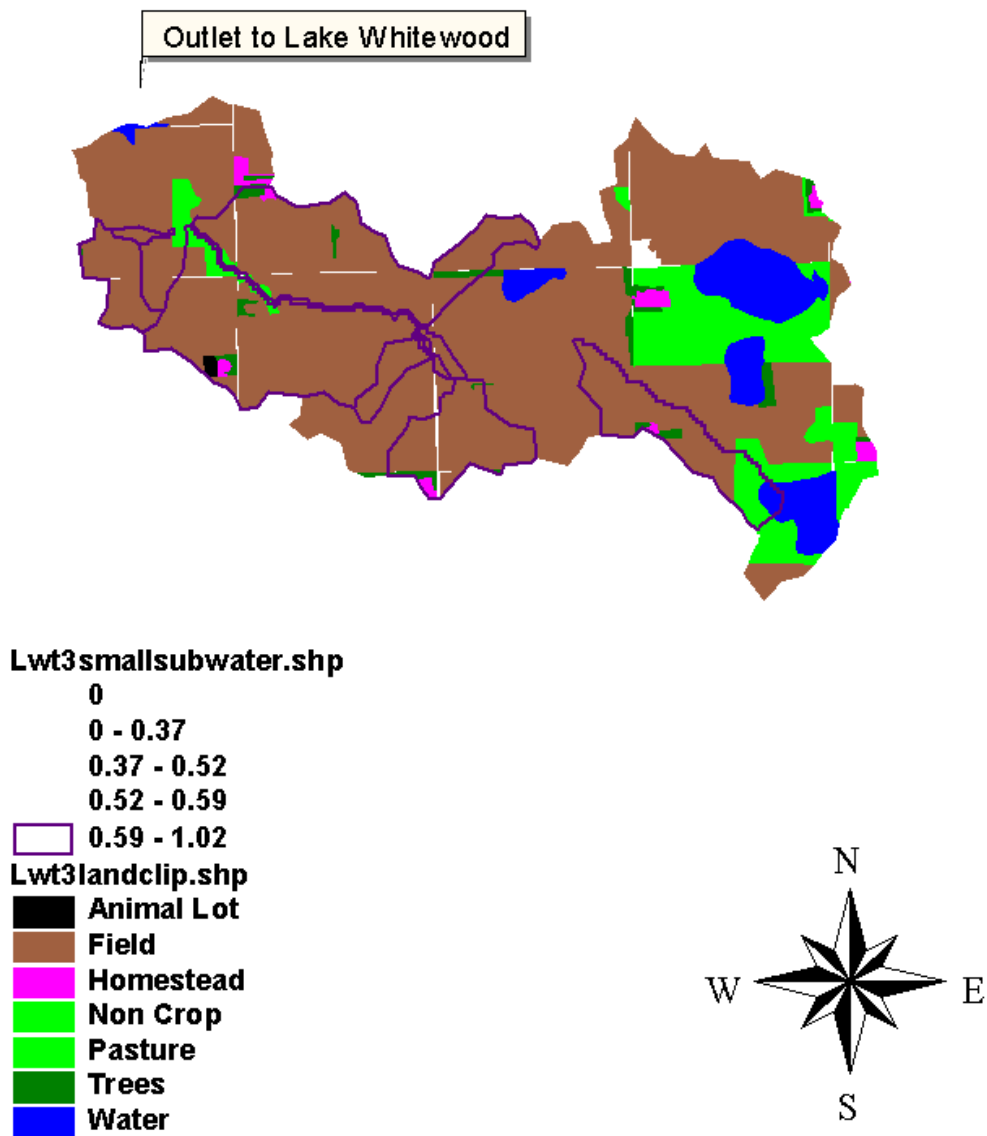 Outlet to Lake Whitewood
Lwt3smallsubwater.shp
0
0 - 0.37
0.37 - 0.52
0.52 - 0.59
0.59 - 1.02
Lwt3landclip.shp
Animal Lot
Field
Homestead
Non Crop
Pasture
Trees
Water
N
W
E
S